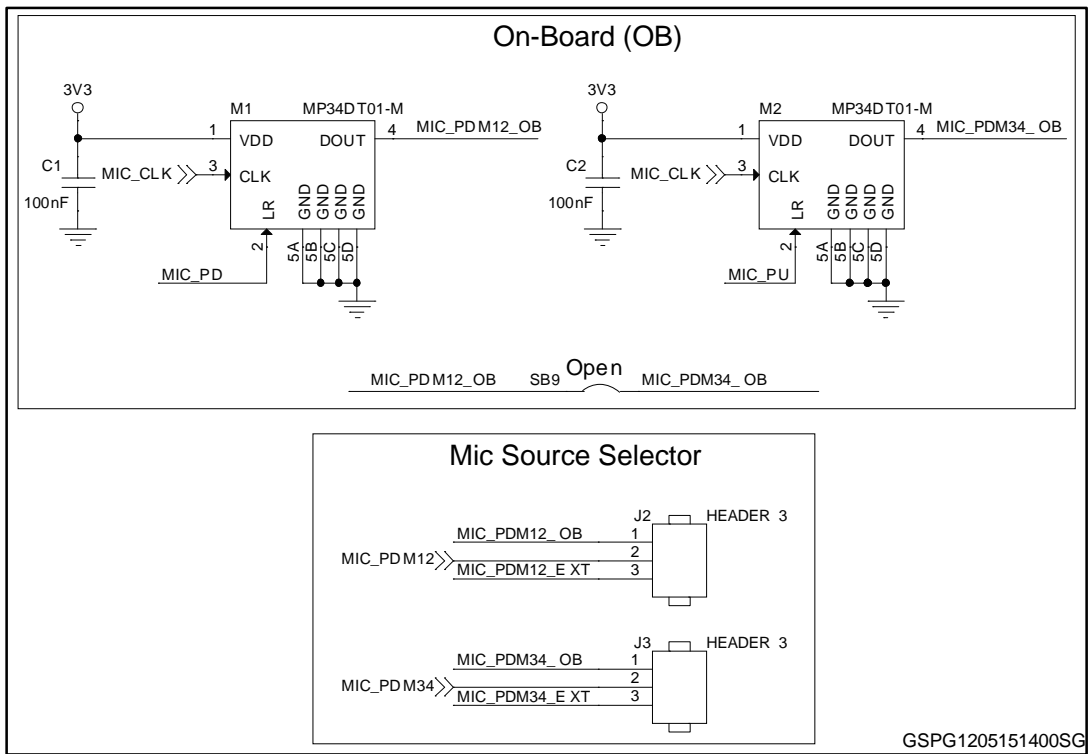 On-Board (OB)
3V3
M1 MP34DT01-M
1 VDD DOUT 4 MIC_PDM12_OB
C1
100nF
MIC_CLK 3 CLK
LR GND GND GND GND
2 5A 5B 5C 5D
MIC_PD
3V3
M2 MP34DT01-M
1 VDD DOUT 4 MIC_PDM34_OB
C2
100nF
MIC_CLK 3 CLK
LR GND GND GND GND
2 5A 5B 5C 5D
MIC_PU
Open
MIC_PDM12_OB SB9 MIC_PDM34_OB
Mic Source Selector
J2 HEADER 3
MIC_PDM12_OB 1
MIC_PDM12 2
MIC_PDM12_EXT 3
J3 HEADER 3
MIC_PDM34_OB 1
MIC_PDM34 2
MIC_PDM34_EXT 3
GSPG1205151400SG